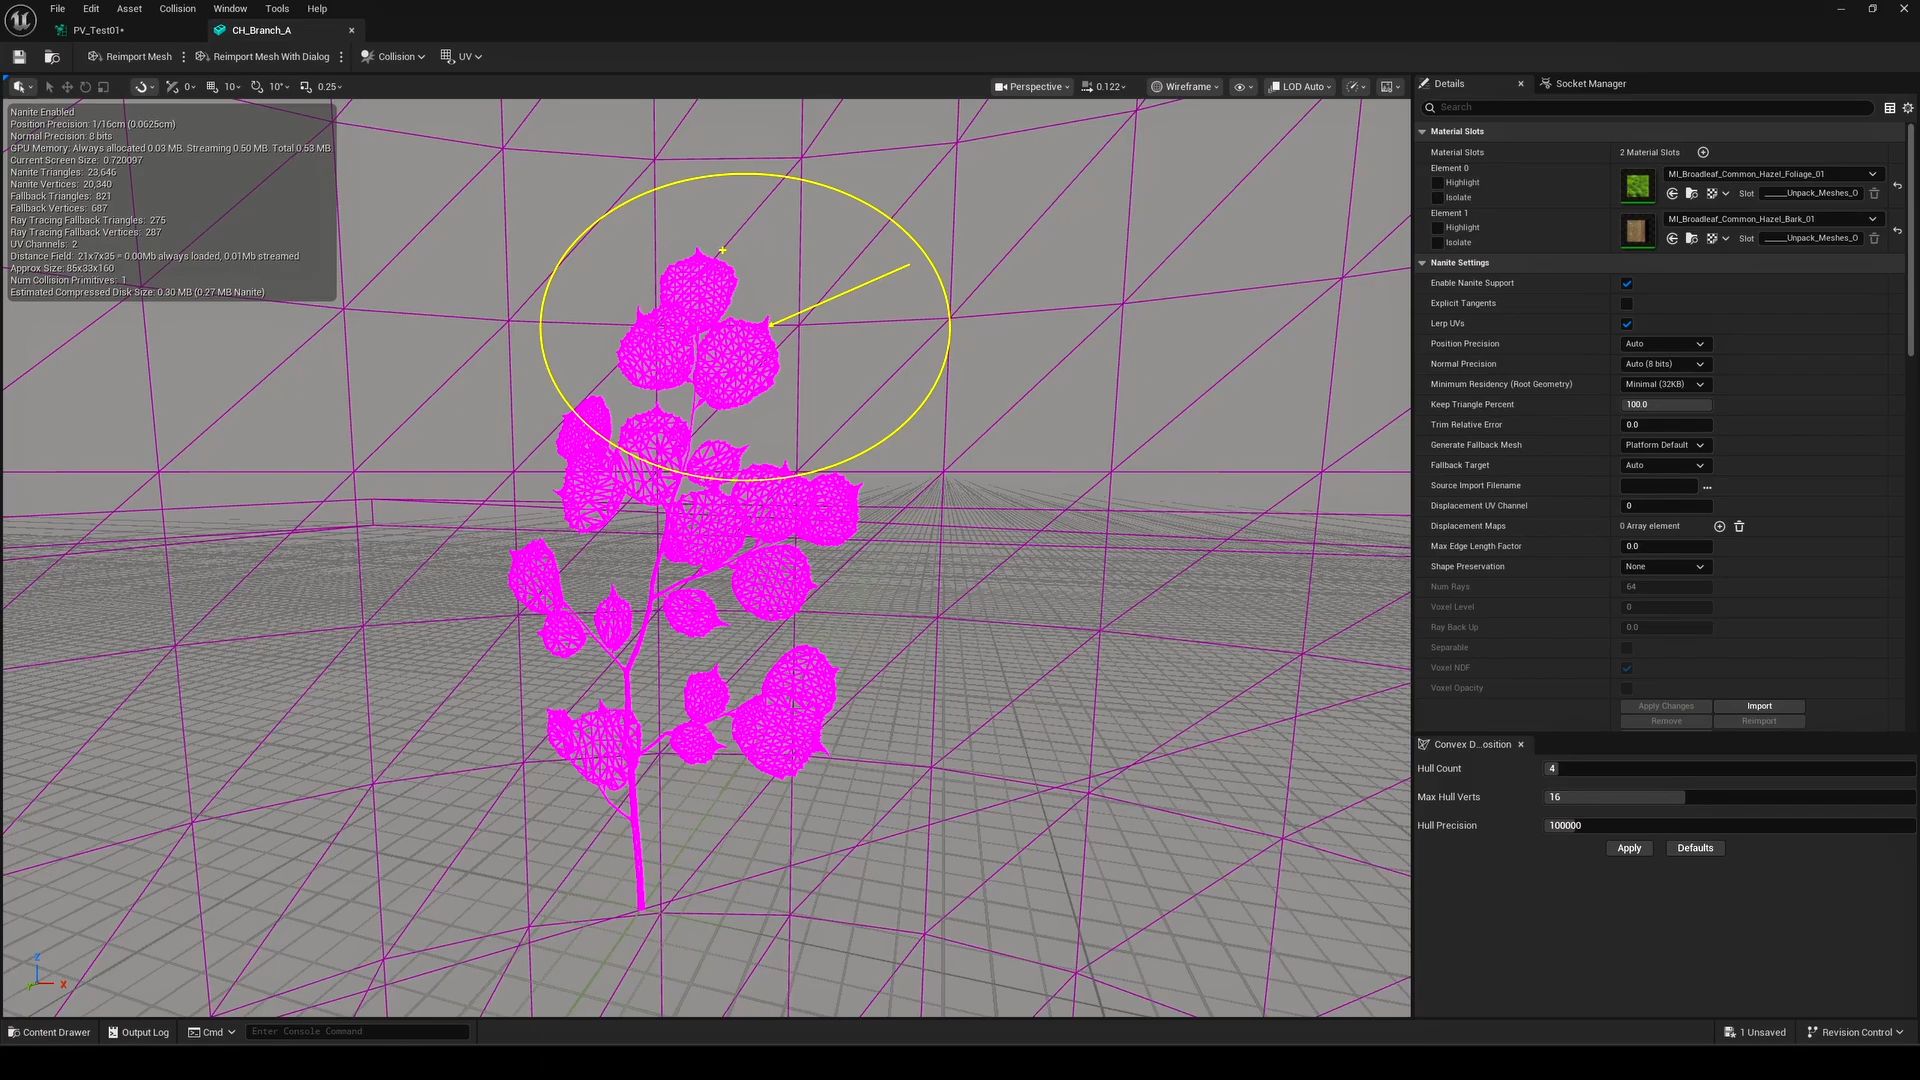 File Edit Asset Collision Window Tools Help
PV_Test01* CH_Branch_A
Reimport Mesh Reimport Mesh With Dialog Collision UV
0 10 10° 0.25 Perspective 0.122 Wireframe LOD Auto
Nanite Enabled
Position Precision: 1/16cm (0.0625cm)
Normal Precision: 8 bits
GPU Memory: Always allocated 0.03 MB. Streaming 0.50 MB. Total 0.53 MB.
Current Screen Size: 0.720097
Nanite Triangles: 23,646
Nanite Vertices: 20,340
Fallback Triangles: 821
Fallback Vertices: 687
Ray Tracing Fallback Triangles: 275
Ray Tracing Fallback Vertices: 287
UV Channels: 2
Distance Field: 21x7x35 = 0.00Mb always loaded, 0.01Mb streamed
Approx Size: 85x33x160
Num Collision Primitives: 1
Estimated Compressed Disk Size: 0.30 MB (0.27 MB Nanite)
Z
Y X
Details Socket Manager
Search
Material Slots
Material Slots 2 Material Slots
Element 0 MI_Broadleaf_Common_Hazel_Foliage_01
Highlight
Isolate Slot _____Unpack_Meshes_O
Element 1 MI_Broadleaf_Common_Hazel_Bark_01
Highlight
Isolate Slot _____Unpack_Meshes_O
Nanite Settings
Enable Nanite Support
Explicit Tangents
Lerp UVs
Position Precision Auto
Normal Precision Auto (8 bits)
Minimum Residency (Root Geometry) Minimal (32KB)
Keep Triangle Percent 100.0
Trim Relative Error 0.0
Generate Fallback Mesh Platform Default
Fallback Target Auto
Source Import Filename ...
Displacement UV Channel 0
Displacement Maps 0 Array element
Max Edge Length Factor 0.0
Shape Preservation None
Num Rays 64
Voxel Level 0
Ray Back Up 0.0
Separable
Voxel NDF
Voxel Opacity
Apply Changes Import
Remove Reimport
Convex D...osition
Hull Count 4
Max Hull Verts 16
Hull Precision 100000
Apply Defaults
Content Drawer Output Log Cmd Enter Console Command 1 Unsaved Revision Control